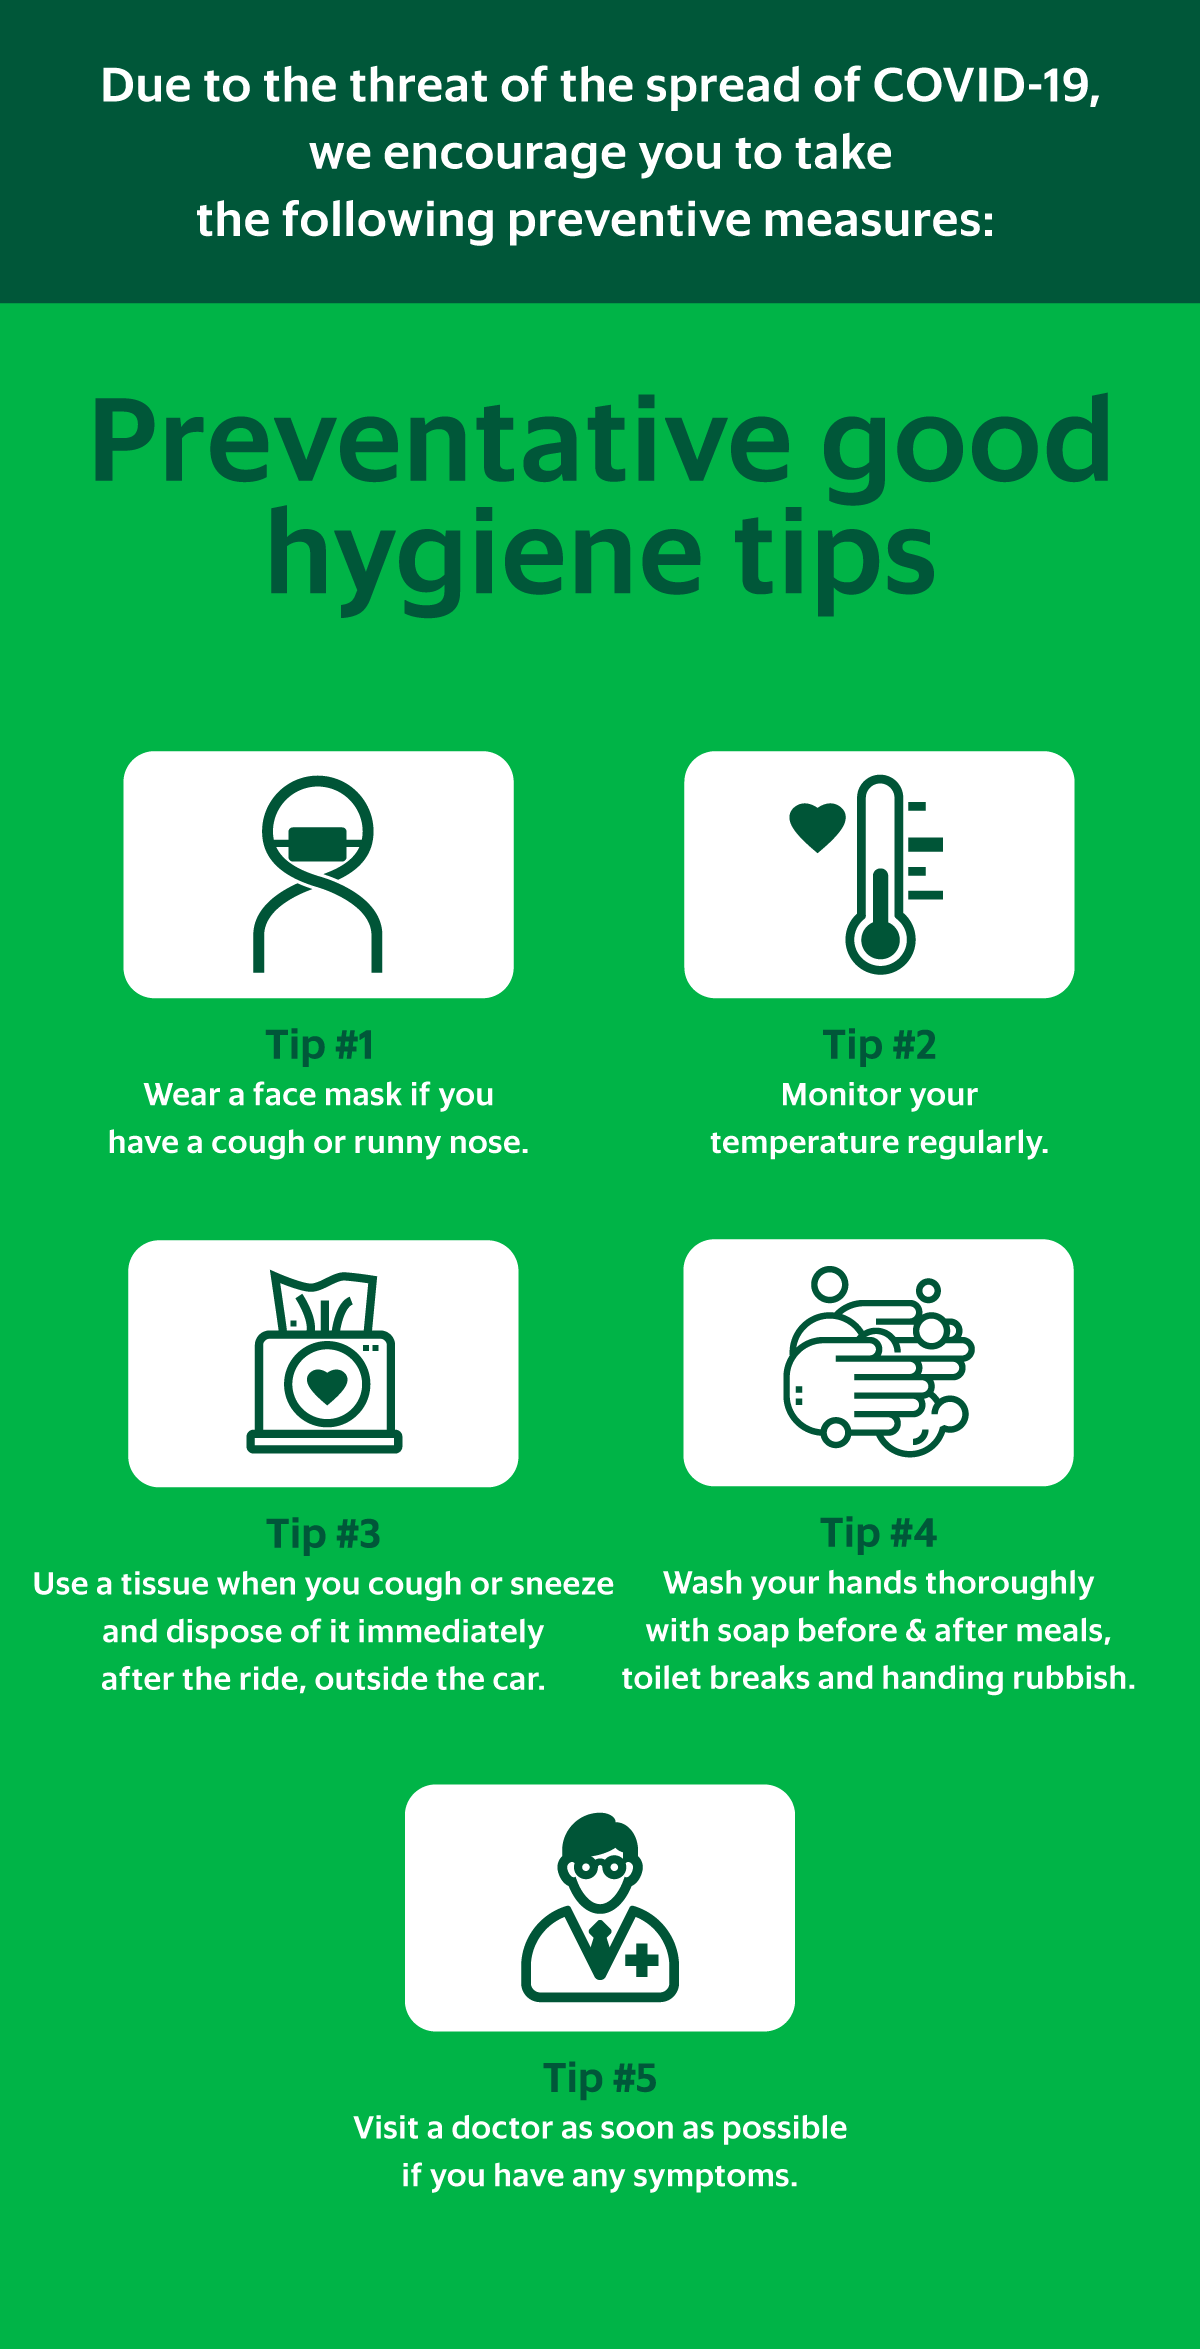 Due to the threat of the spread of COVID-19,
we encourage you to take
the following preventive measures:
Preventative good
hygiene tips
Tip #1
Wear a face mask if you
have a cough or runny nose.
Tip #2
Monitor your
temperature regularly.
Tip #3
Use a tissue when you cough or sneeze
and dispose of it immediately
after the ride, outside the car.
Tip #4
Wash your hands thoroughly
with soap before & after meals,
toilet breaks and handing rubbish.
Tip #5
Visit a doctor as soon as possible
if you have any symptoms.